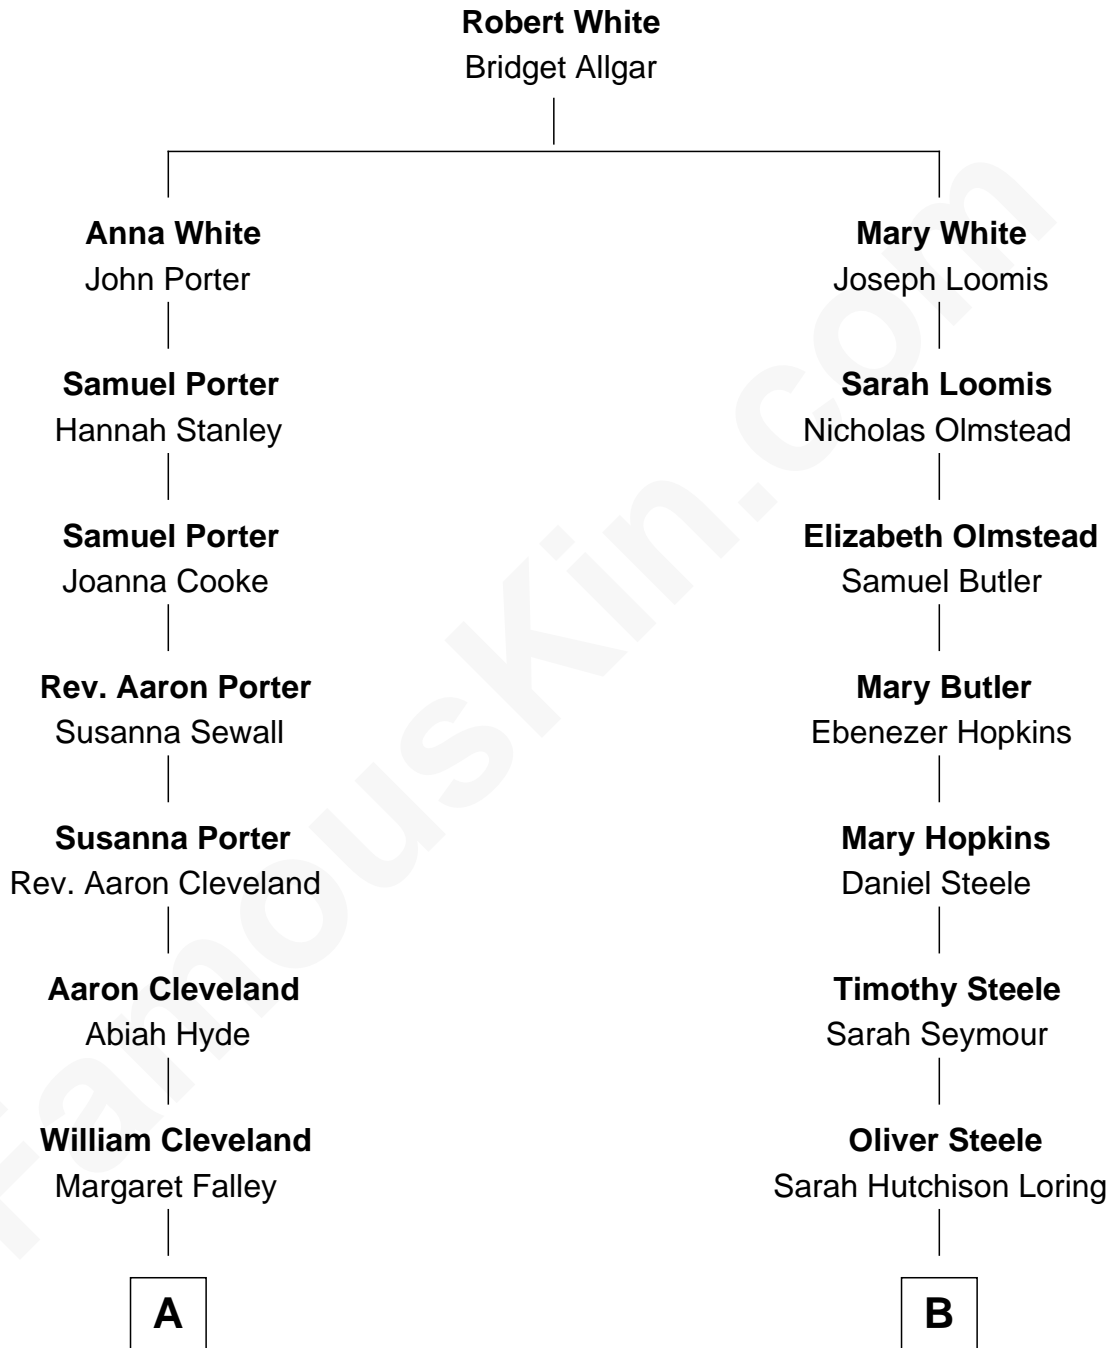 Robert White
Bridget Allgar
Anna White
John Porter
Mary White
Joseph Loomis
Samuel Porter
Hannah Stanley
Sarah Loomis
Nicholas Olmstead
Samuel Porter
Joanna Cooke
Elizabeth Olmstead
Samuel Butler
Rev. Aaron Porter
Susanna Sewall
Mary Butler
Ebenezer Hopkins
Susanna Porter
Rev. Aaron Cleveland
Mary Hopkins
Daniel Steele
Aaron Cleveland
Abiah Hyde
Timothy Steele
Sarah Seymour
William Cleveland
Margaret Falley
Oliver Steele
Sarah Hutchison Loring
A
B
FamousKin.com